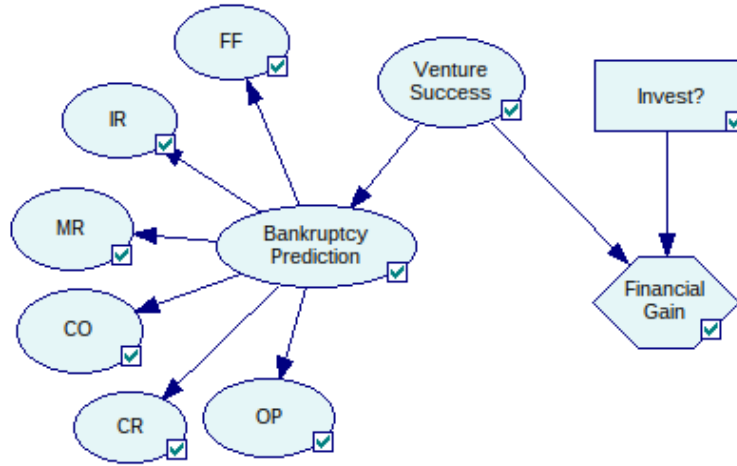 FF
Venture
Success
Invest?
IR
MR
Bankruptcy
Prediction
Financial
Gain
CO
CR
OP